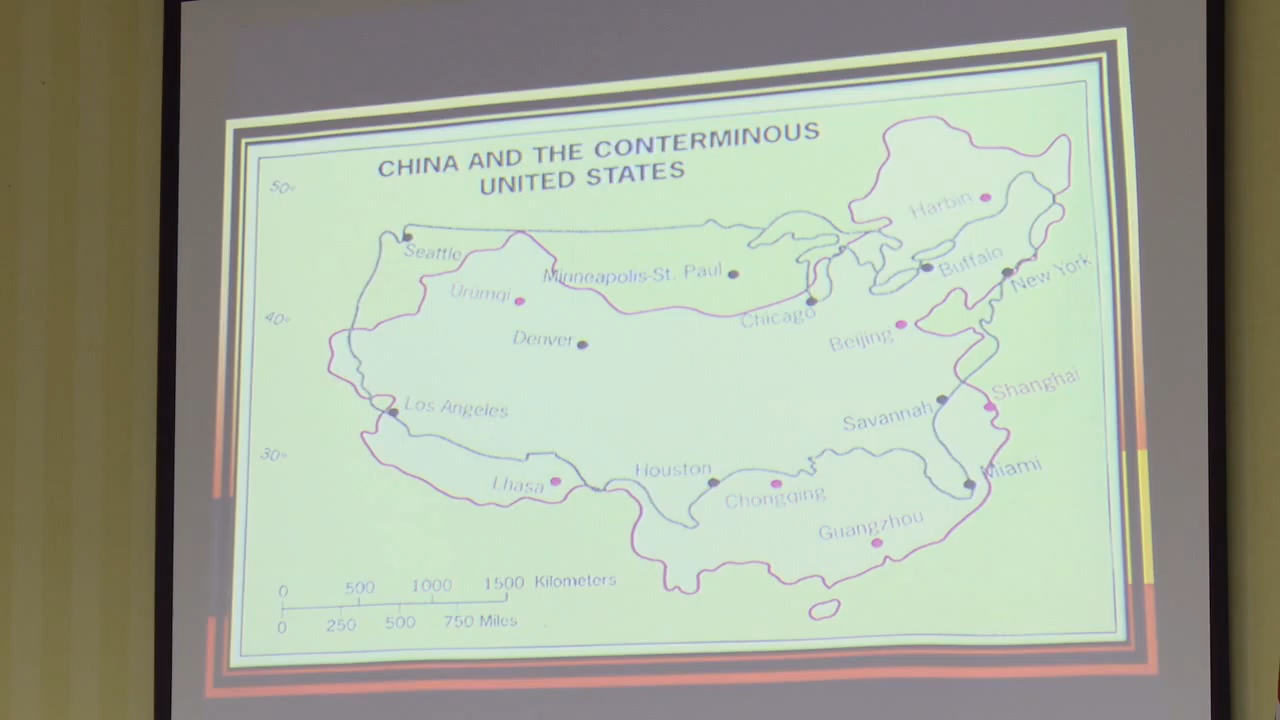 CHINA AND THE CONTERMINOUS
UNITED STATES
50°
Harbin
Seattle
Buffalo
Minneapolis-St. Paul
New York
Urumqi
40°
Chicago
Denver
Beijing
Shanghai
Los Angeles
Savannah
30°
Houston
Miami
Lhasa
Chongqing
Guangzhou
0 500 1000 1500 Kilometers
0 250 500 750 Miles